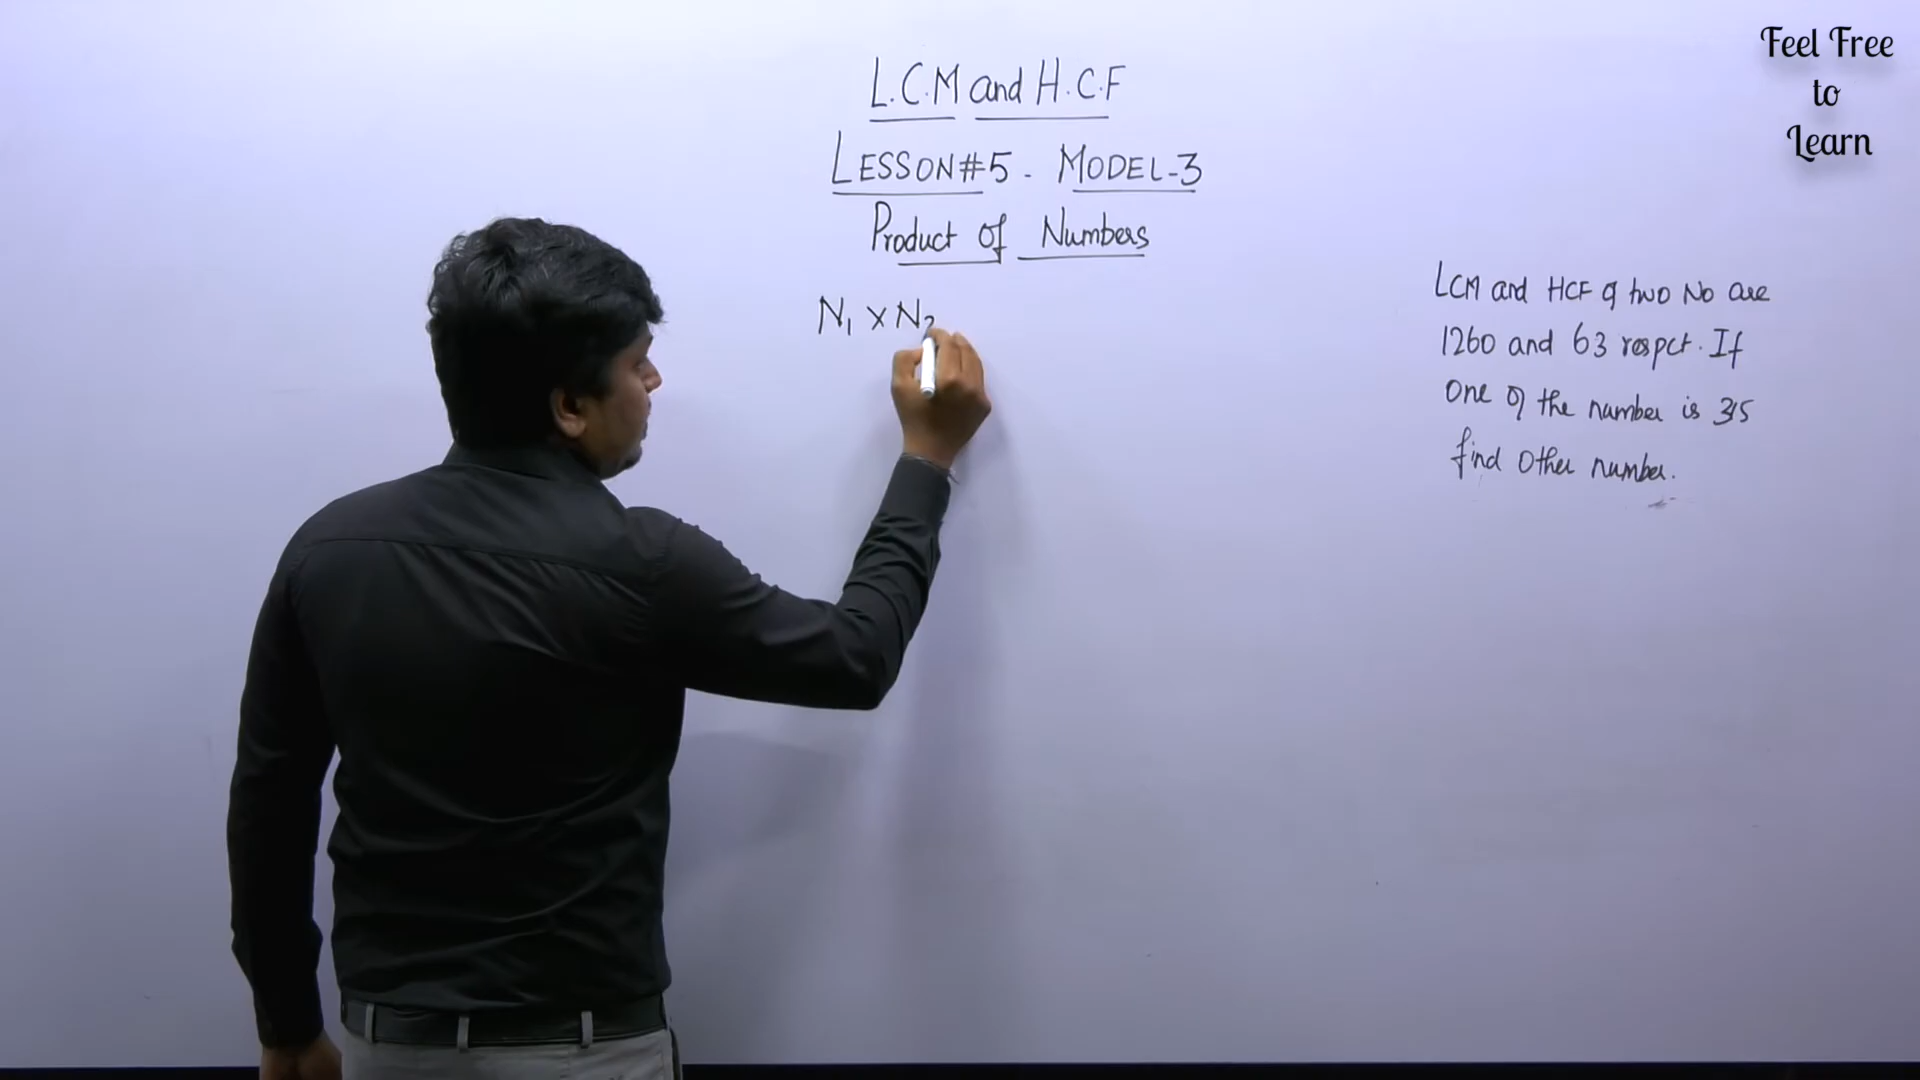 L.C.M and H.C.F
LESSON#5 - MODEL-3
Product of Numbers
N₁ × N₂
LCM and HCF of two No are
1260 and 63 respct. If
one of the number is 315
find other number.
Feel Free
to
Learn